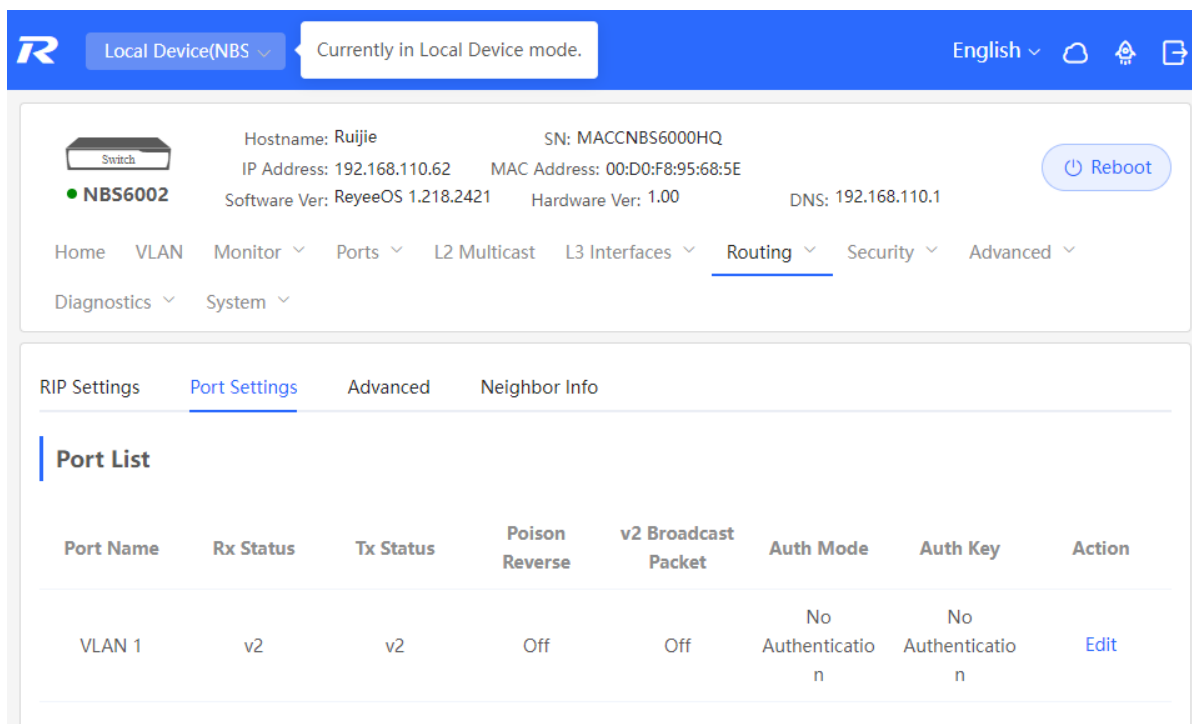 Local Device(NBS
Currently in Local Device mode.
English
Switch
NBS6002
Hostname: Ruijie
SN: MACCNBS6000HQ
IP Address: 192.168.110.62
MAC Address: 00:D0:F8:95:68:5E
Software Ver: ReyeeOS 1.218.2421
Hardware Ver: 1.00
DNS: 192.168.110.1
Reboot
Home VLAN Monitor Ports L2 Multicast L3 Interfaces Routing Security Advanced
Diagnostics System
RIP Settings Port Settings Advanced Neighbor Info
Port List
Port Name Rx Status Tx Status Poison Reverse v2 Broadcast Packet Auth Mode Auth Key Action
VLAN 1 v2 v2 Off Off No Authentication No Authentication Edit